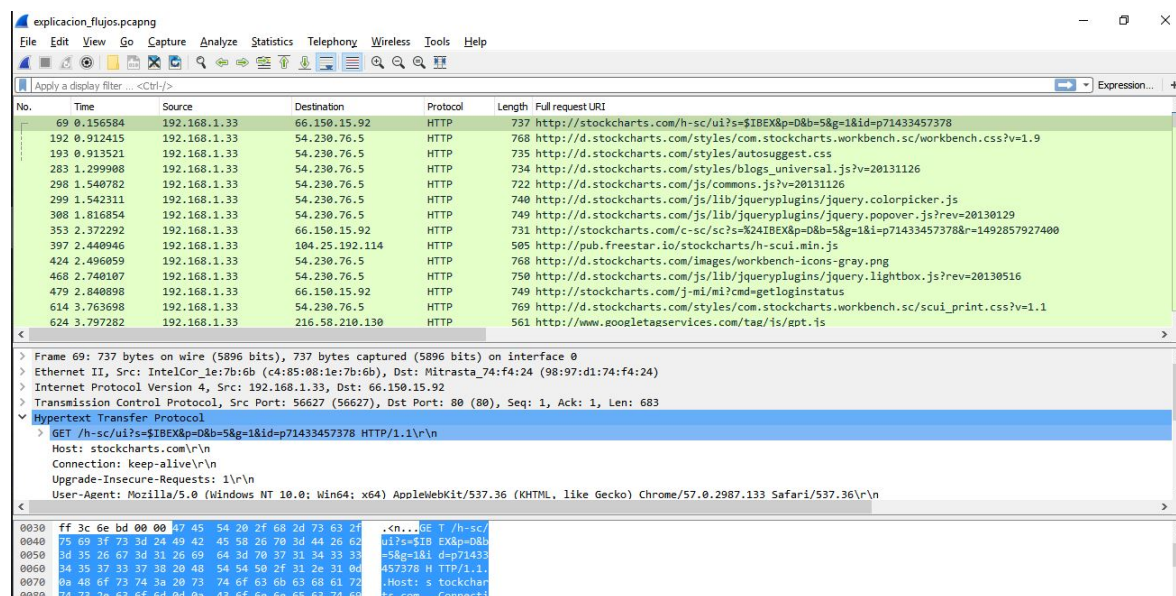 explicacion_flujos.pcapng
File Edit View Go Capture Analyze Statistics Telephony Wireless Tools Help
Apply a display filter ... <Ctrl-/> Expression... +
No. Time Source Destination Protocol Length Full request URI
69 0.156584 192.168.1.33 66.150.15.92 HTTP 737 http://stockcharts.com/h-sc/ui?s=$IBEX&p=D&b=5&g=1&id=p71433457378
192 0.912415 192.168.1.33 54.230.76.5 HTTP 768 http://d.stockcharts.com/styles/com.stockcharts.workbench.sc/workbench.css?v=1.9
193 0.913521 192.168.1.33 54.230.76.5 HTTP 735 http://d.stockcharts.com/styles/autosuggest.css
283 1.299908 192.168.1.33 54.230.76.5 HTTP 734 http://d.stockcharts.com/styles/blogs_universal.js?v=20131126
298 1.540782 192.168.1.33 54.230.76.5 HTTP 722 http://d.stockcharts.com/js/commons.js?v=20131126
299 1.542311 192.168.1.33 54.230.76.5 HTTP 740 http://d.stockcharts.com/js/lib/jqueryplugins/jquery.colorpicker.js
308 1.816854 192.168.1.33 54.230.76.5 HTTP 749 http://d.stockcharts.com/js/lib/jqueryplugins/jquery.popover.js?rev=20130129
353 2.372292 192.168.1.33 66.150.15.92 HTTP 731 http://stockcharts.com/c-sc/sc?s=%24IBEX&p=D&b=5&g=1&i=p71433457378&r=1492857927400
397 2.440946 192.168.1.33 104.25.192.114 HTTP 505 http://pub.freestar.io/stockcharts/h-scui.min.js
424 2.496059 192.168.1.33 54.230.76.5 HTTP 768 http://d.stockcharts.com/images/workbench-icons-gray.png
468 2.740107 192.168.1.33 54.230.76.5 HTTP 750 http://d.stockcharts.com/js/lib/jqueryplugins/jquery.lightbox.js?rev=20130516
479 2.840898 192.168.1.33 66.150.15.92 HTTP 749 http://stockcharts.com/j-mi/mi?cmd=getloginstatus
614 3.763698 192.168.1.33 54.230.76.5 HTTP 769 http://d.stockcharts.com/styles/com.stockcharts.workbench.sc/scui_print.css?v=1.1
624 3.797282 192.168.1.33 216.58.210.130 HTTP 561 http://www.googletagservices.com/tag/js/gpt.js
> Frame 69: 737 bytes on wire (5896 bits), 737 bytes captured (5896 bits) on interface 0
> Ethernet II, Src: IntelCor_1e:7b:6b (c4:85:08:1e:7b:6b), Dst: Mitrasta_74:f4:24 (98:97:d1:74:f4:24)
> Internet Protocol Version 4, Src: 192.168.1.33, Dst: 66.150.15.92
> Transmission Control Protocol, Src Port: 56627 (56627), Dst Port: 80 (80), Seq: 1, Ack: 1, Len: 683
Hypertext Transfer Protocol
> GET /h-sc/ui?s=$IBEX&p=D&b=5&g=1&id=p71433457378 HTTP/1.1\r\n
Host: stockcharts.com\r\n
Connection: keep-alive\r\n
Upgrade-Insecure-Requests: 1\r\n
User-Agent: Mozilla/5.0 (Windows NT 10.0; Win64; x64) AppleWebKit/537.36 (KHTML, like Gecko) Chrome/57.0.2987.133 Safari/537.36\r\n
0030 ff 3c 6e bd 00 00 47 45 54 20 2f 68 2d 73 63 2f .<n...GE T /h-sc/
0040 75 69 3f 73 3d 24 49 42 45 58 26 70 3d 44 26 62 ui?s=$IB EX&p=D&b
0050 3d 35 26 67 3d 31 26 69 64 3d 70 37 31 34 33 33 =5&g=1&i d=p71433
0060 34 35 37 33 37 38 20 48 54 54 50 2f 31 2e 31 0d 457378 H TTP/1.1.
0070 0a 48 6f 73 74 3a 20 73 74 6f 63 6b 63 68 61 72 .Host: s tockchar
0080 74 73 2e 63 6f 6d 0d 0a 43 6f 6e 6e 65 63 74 69 ts.com.. Connecti